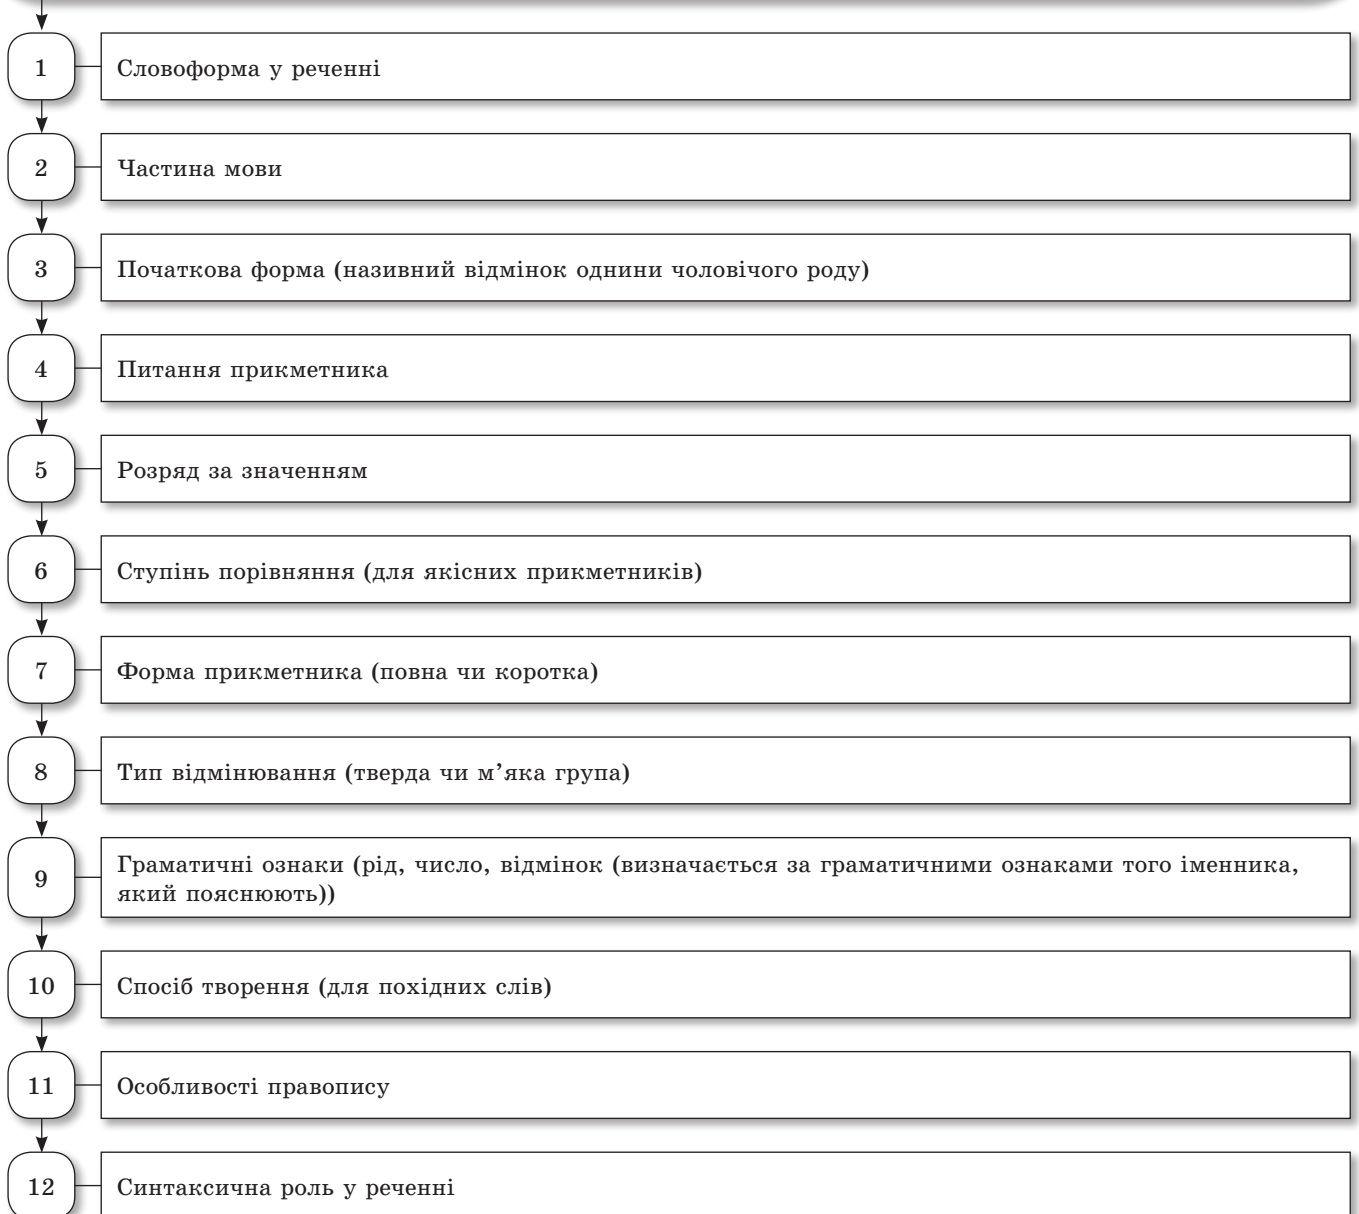 1
Словоформа у реченні
2
Частина мови
3
Початкова форма (називний відмінок однини чоловічого роду)
4
Питання прикметника
5
Розряд за значенням
6
Ступінь порівняння (для якісних прикметників)
7
Форма прикметника (повна чи коротка)
8
Тип відмінювання (тверда чи м’яка група)
9
Граматичні ознаки (рід, число, відмінок (визначається за граматичними ознаками того іменника,
який пояснюють))
10
Спосіб творення (для похідних слів)
11
Особливості правопису
12
Синтаксична роль у реченні